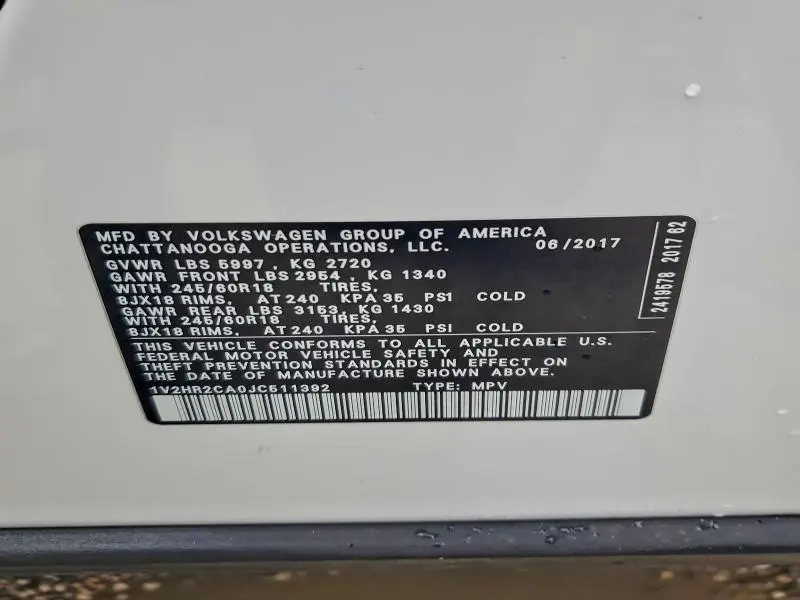 MFD BY VOLKSWAGEN GROUP OF AMERICA
CHATTANOOGA OPERATIONS, LLC. 06/2017
GVWR LBS 5997 , KG 2720
GAWR FRONT LBS 2954 , KG 1340
WITH 245/60R18 TIRES,
8JX18 RIMS, AT 240 KPA 35 PSI COLD
GAWR REAR LBS 3153, KG 1430
WITH 245/60R18 TIRES,
8JX18 RIMS, AT 240 KPA 35 PSI COLD
THIS VEHICLE CONFORMS TO ALL APPLICABLE U.S.
FEDERAL MOTOR VEHICLE SAFETY AND
THEFT PREVENTION STANDARDS IN EFFECT ON
THE DATE OF MANUFACTURE SHOWN ABOVE.
1V2HR2CA0JC511392 TYPE: MPV
2419578 2017 62